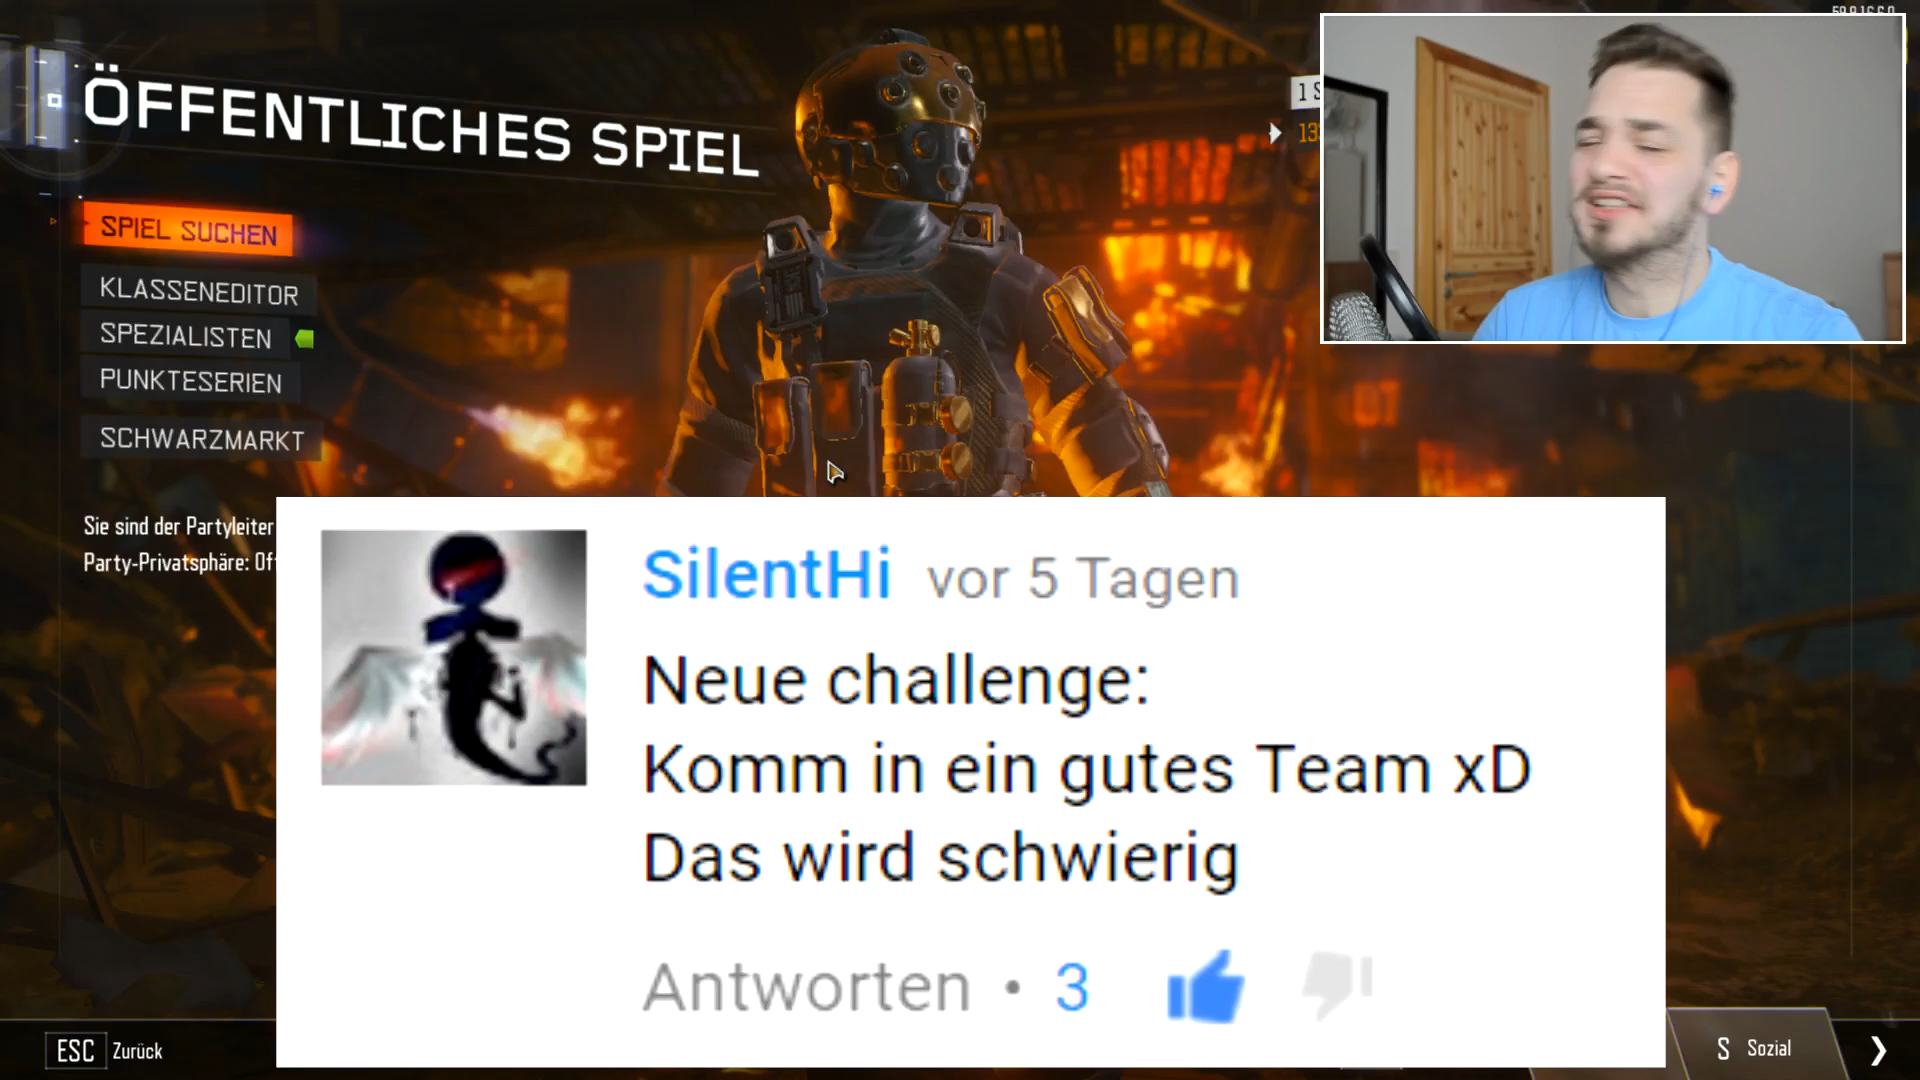 ÖFFENTLICHES SPIEL
SPIEL SUCHEN
KLASSENEDITOR
SPEZIALISTEN
PUNKTESERIEN
SCHWARZMARKT
Sie sind der Partyleiter
Party-Privatsphäre:
SilentHi vor 5 Tagen
Neue challenge:
Komm in ein gutes Team xD
Das wird schwierig
Antworten • 3
ESC Zurück
S Sozial